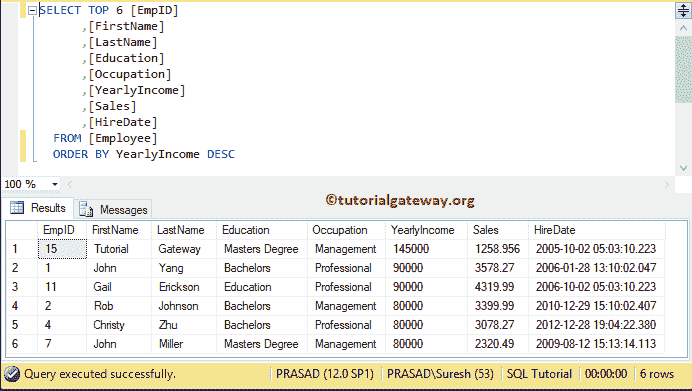 SELECT TOP 6 [EmpID]
,[FirstName]
,[LastName]
,[Education]
,[Occupation]
,[YearlyIncome]
,[Sales]
,[HireDate]
FROM [Employee]
ORDER BY YearlyIncome DESC
100 %
©tutorialgateway.org
Results Messages
EmpID FirstName LastName Education Occupation YearlyIncome Sales HireDate
1 15 Tutorial Gateway Masters Degree Management 145000 1258.956 2005-10-02 05:03:10.223
2 1 John Yang Bachelors Professional 90000 3578.27 2006-01-28 13:10:02.047
3 11 Gail Erickson Education Professional 90000 4319.99 2006-10-02 05:03:10.223
4 2 Rob Johnson Bachelors Management 80000 3399.99 2010-12-29 15:10:02.407
5 4 Christy Zhu Bachelors Professional 80000 3078.27 2012-12-28 19:04:22.380
6 7 John Miller Masters Degree Management 80000 2320.49 2009-08-12 15:13:14.113
Query executed successfully. PRASAD (12.0 SP1) PRASAD\Suresh (53) SQL Tutorial 00:00:00 6 rows